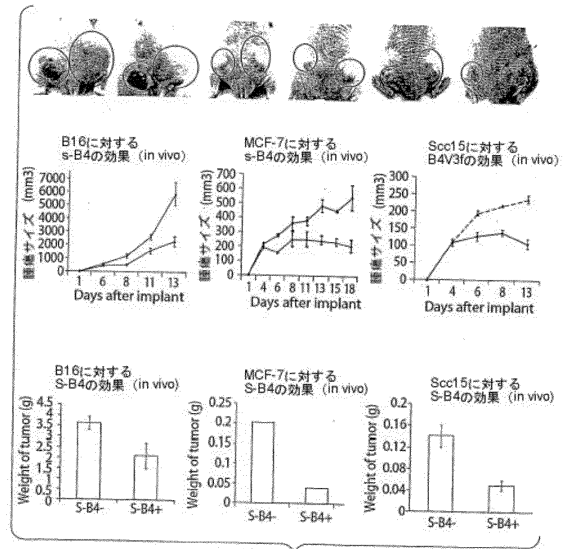 B16に対する
s-B4の効果 (in vivo)
腫瘍サイズ (mm3)
7000
6000
5000
4000
3000
2000
1000
0
1 4 6 8 11 13
Days after implant
MCF-7に対する
s-B4の効果 (in vivo)
腫瘍サイズ (mm3)
700
600
500
400
300
200
100
0
1 4 6 8 11 13 15 18
Days after implant
Scc15に対する
B4V3fの効果 (in vivo)
腫瘍サイズ (mm3)
300
250
200
150
100
50
0
1 4 6 8 13
Days after implant
B16に対する
S-B4の効果 (in vivo)
Weight of tumor (g)
4.5
4
3.5
3
2.5
2
1.5
1
0.5
0
S-B4- S-B4+
MCF-7に対する
S-B4の効果 (in vivo)
Weight of tumor (g)
0.25
0.2
0.15
0.1
0.05
0
S-B4- S-B4+
Scc15に対する
S-B4の効果 (in vivo)
Weight of tumor (g)
0.2
0.16
0.12
0.08
0.04
0
S-B4- S-B4+